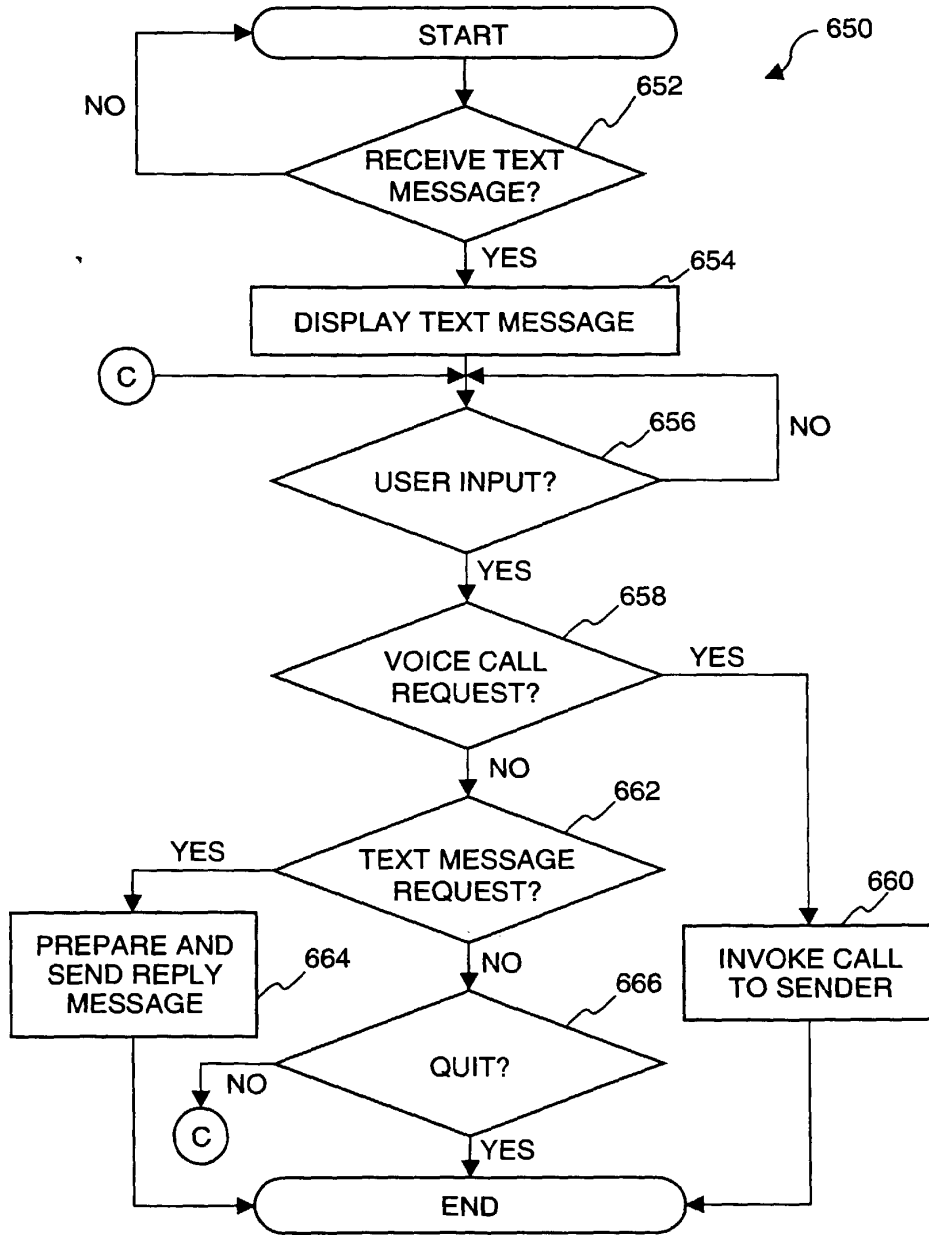 START
650
NO
652
RECEIVE TEXT
MESSAGE?
YES
654
DISPLAY TEXT MESSAGE
C
656
NO
USER INPUT?
YES
658
VOICE CALL
REQUEST?
YES
NO
662
YES
TEXT MESSAGE
REQUEST?
660
PREPARE AND
SEND REPLY
MESSAGE
664
NO
INVOKE CALL
TO SENDER
666
QUIT?
NO
C
YES
END